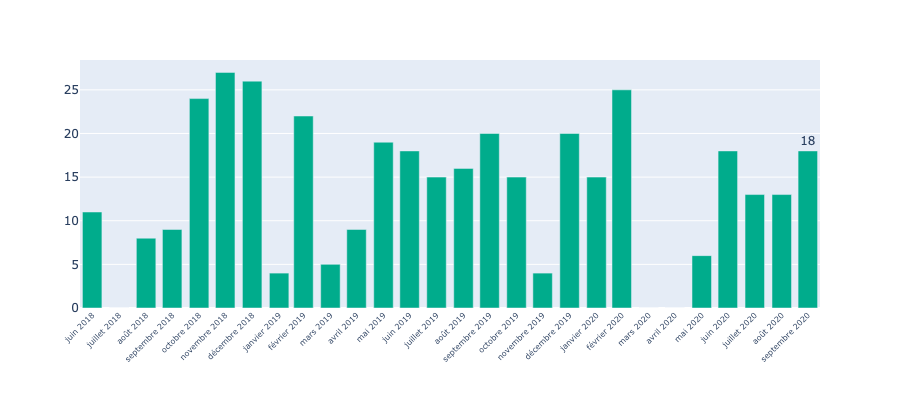 25
20
15
10
5
0
18
juin 2018
juillet 2018
août 2018
septembre 2018
octobre 2018
novembre 2018
décembre 2018
janvier 2019
février 2019
mars 2019
avril 2019
mai 2019
juin 2019
juillet 2019
août 2019
septembre 2019
octobre 2019
novembre 2019
décembre 2019
janvier 2020
février 2020
mars 2020
avril 2020
mai 2020
juin 2020
juillet 2020
août 2020
septembre 2020